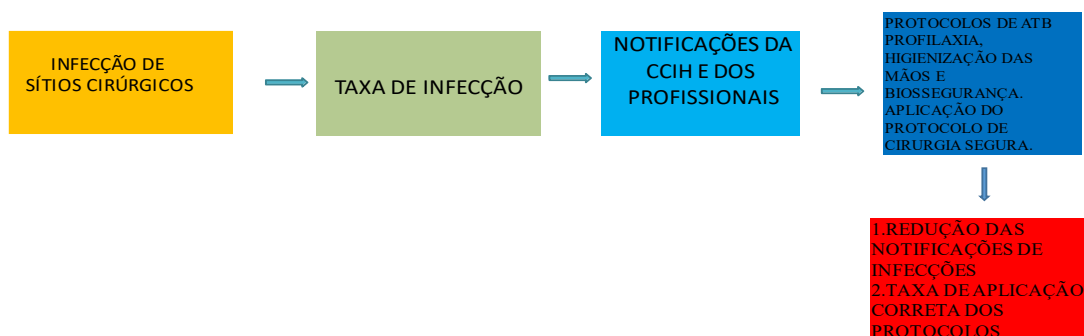 INFECÇÃO DE
SÍTIOS CIRÚRGICOS
TAXA DE INFECÇÃO
NOTIFICAÇÕES DA
CCIH E DOS
PROFISSIONAIS
PROTOCOLOS DE ATB
PROFILAXIA,
HIGIENIZAÇÃO DAS
MÃOS E
BIOSSEGURANÇA.
APLICAÇÃO DO
PROTOCOLO DE
CIRURGIA SEGURA.
1.REDUÇÃO DAS
NOTIFICAÇÕES DE
INFECÇÕES
2.TAXA DE APLICAÇÃO
CORRETA DOS
PROTOCOLOS